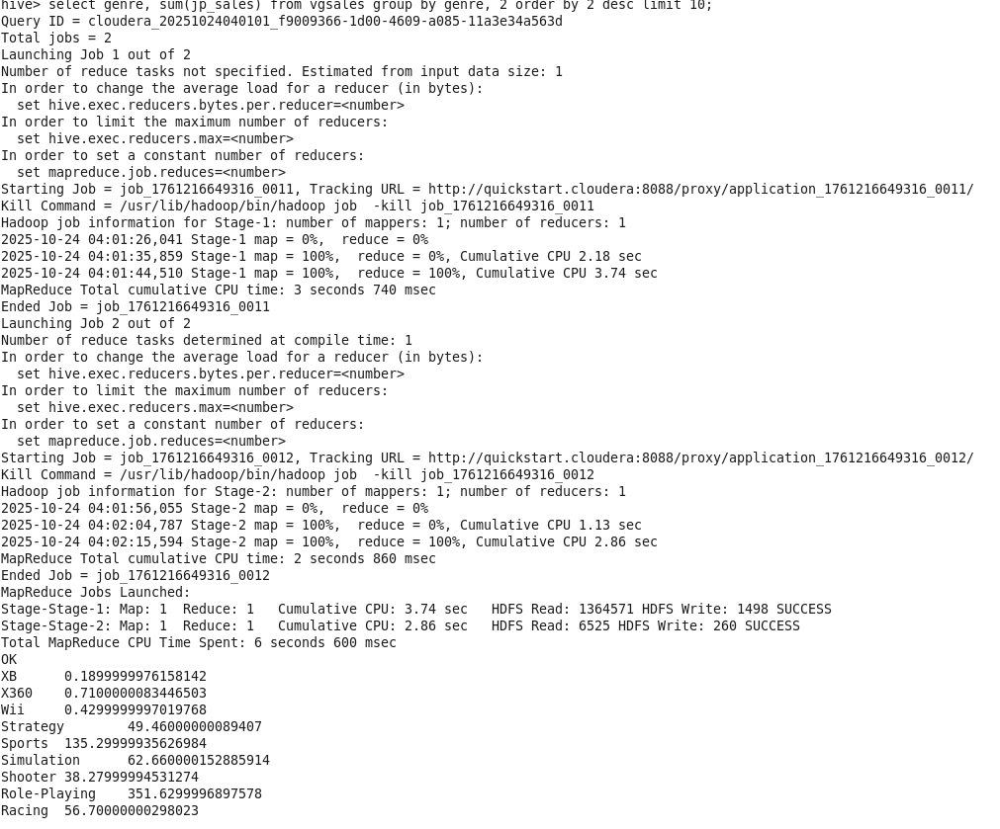 hive> select genre, sum(jp_sales) from vgsales group by genre, 2 order by 2 desc limit 10;
Query ID = cloudera_20251024040101_f9009366-1d00-4609-a085-11a3e34a563d
Total jobs = 2
Launching Job 1 out of 2
Number of reduce tasks not specified. Estimated from input data size: 1
In order to change the average load for a reducer (in bytes):
  set hive.exec.reducers.bytes.per.reducer=<number>
In order to limit the maximum number of reducers:
  set hive.exec.reducers.max=<number>
In order to set a constant number of reducers:
  set mapreduce.job.reduces=<number>
Starting Job = job_1761216649316_0011, Tracking URL = http://quickstart.cloudera:8088/proxy/application_1761216649316_0011/
Kill Command = /usr/lib/hadoop/bin/hadoop job  -kill job_1761216649316_0011
Hadoop job information for Stage-1: number of mappers: 1; number of reducers: 1
2025-10-24 04:01:26,041 Stage-1 map = 0%,  reduce = 0%
2025-10-24 04:01:35,859 Stage-1 map = 100%,  reduce = 0%, Cumulative CPU 2.18 sec
2025-10-24 04:01:44,510 Stage-1 map = 100%,  reduce = 100%, Cumulative CPU 3.74 sec
MapReduce Total cumulative CPU time: 3 seconds 740 msec
Ended Job = job_1761216649316_0011
Launching Job 2 out of 2
Number of reduce tasks determined at compile time: 1
In order to change the average load for a reducer (in bytes):
  set hive.exec.reducers.bytes.per.reducer=<number>
In order to limit the maximum number of reducers:
  set hive.exec.reducers.max=<number>
In order to set a constant number of reducers:
  set mapreduce.job.reduces=<number>
Starting Job = job_1761216649316_0012, Tracking URL = http://quickstart.cloudera:8088/proxy/application_1761216649316_0012/
Kill Command = /usr/lib/hadoop/bin/hadoop job  -kill job_1761216649316_0012
Hadoop job information for Stage-2: number of mappers: 1; number of reducers: 1
2025-10-24 04:01:56,055 Stage-2 map = 0%,  reduce = 0%
2025-10-24 04:02:04,787 Stage-2 map = 100%,  reduce = 0%, Cumulative CPU 1.13 sec
2025-10-24 04:02:15,594 Stage-2 map = 100%,  reduce = 100%, Cumulative CPU 2.86 sec
MapReduce Total cumulative CPU time: 2 seconds 860 msec
Ended Job = job_1761216649316_0012
MapReduce Jobs Launched:
Stage-Stage-1: Map: 1  Reduce: 1   Cumulative CPU: 3.74 sec   HDFS Read: 1364571 HDFS Write: 1498 SUCCESS
Stage-Stage-2: Map: 1  Reduce: 1   Cumulative CPU: 2.86 sec   HDFS Read: 6525 HDFS Write: 260 SUCCESS
Total MapReduce CPU Time Spent: 6 seconds 600 msec
OK
XB      0.1899999976158142
X360    0.7100000083446503
Wii     0.4299999997019768
Strategy        49.46000000089407
Sports  135.29999935626984
Simulation      62.660000152885914
Shooter 38.27999994531274
Role-Playing    351.6299996897578
Racing  56.70000000298023